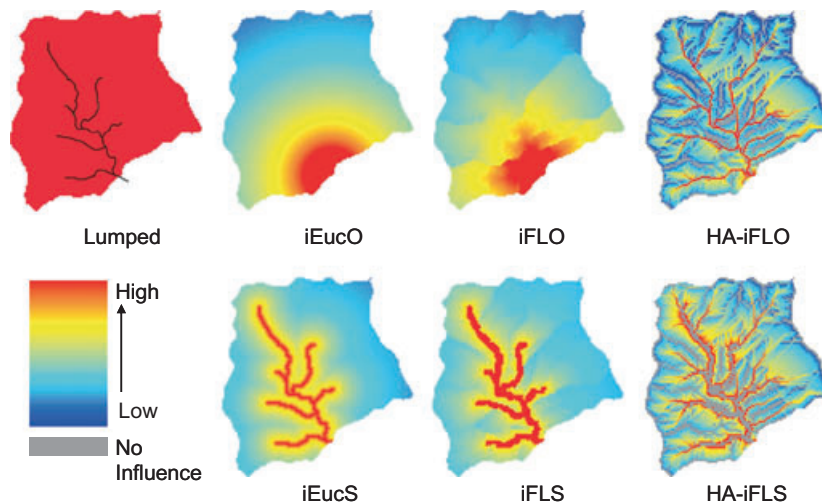 Lumped
iEucO
iFLO
HA-iFLO
High
Low
No
Influence
iEucS
iFLS
HA-iFLS